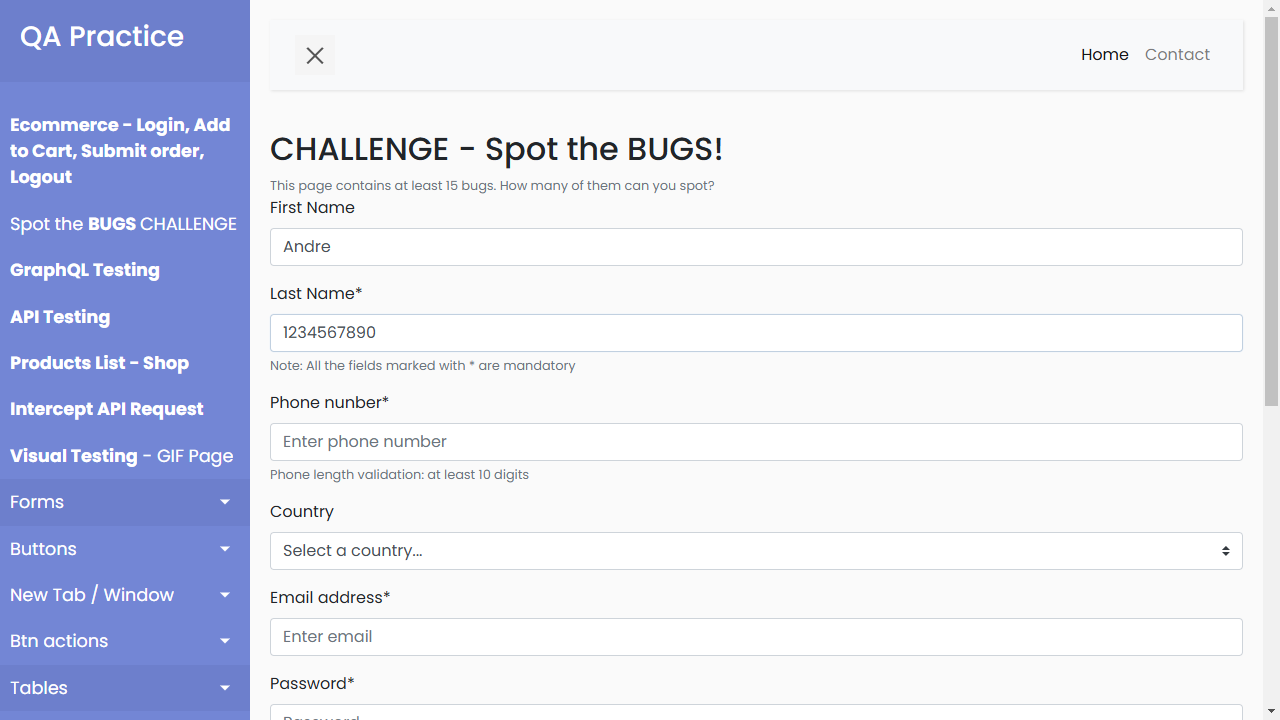 QA Practice
Ecommerce - Login, Add
to Cart, Submit order,
Logout
Spot the BUGS CHALLENGE
GraphQL Testing
API Testing
Products List - Shop
Intercept API Request
Visual Testing - GIF Page
Forms
Buttons
New Tab / Window
Btn actions
Tables
Home
Contact
CHALLENGE - Spot the BUGS!
This page contains at least 15 bugs. How many of them can you spot?
First Name
Andre
Last Name*
1234567890
Note: All the fields marked with * are mandatory
Phone nunber*
Enter phone number
Phone length validation: at least 10 digits
Country
Select a country...
Email address*
Enter email
Password*
Password